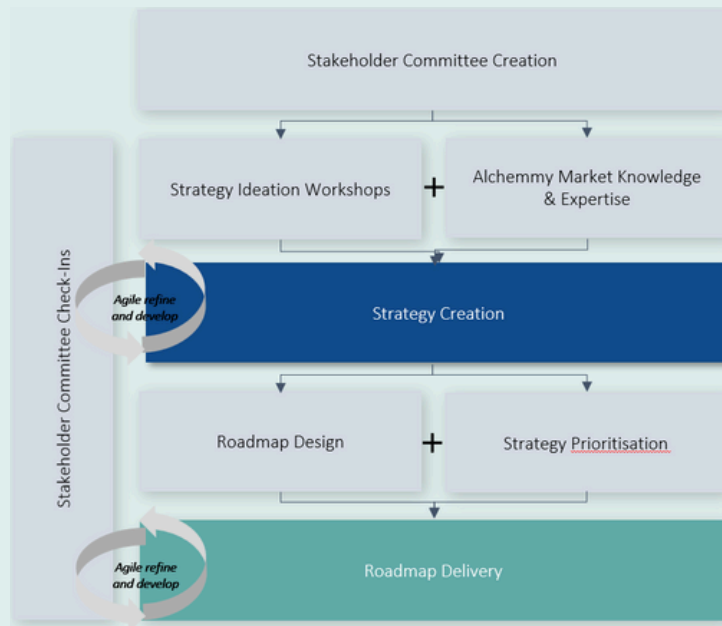 Stakeholder Committee Creation
Strategy Ideation Workshops
+
Alchemmy Market Knowledge
& Expertise
Stakeholder Committee Check-Ins
Agile refine
and develop
Strategy Creation
Roadmap Design
+
Strategy Prioritisation
Agile refine
and develop
Roadmap Delivery